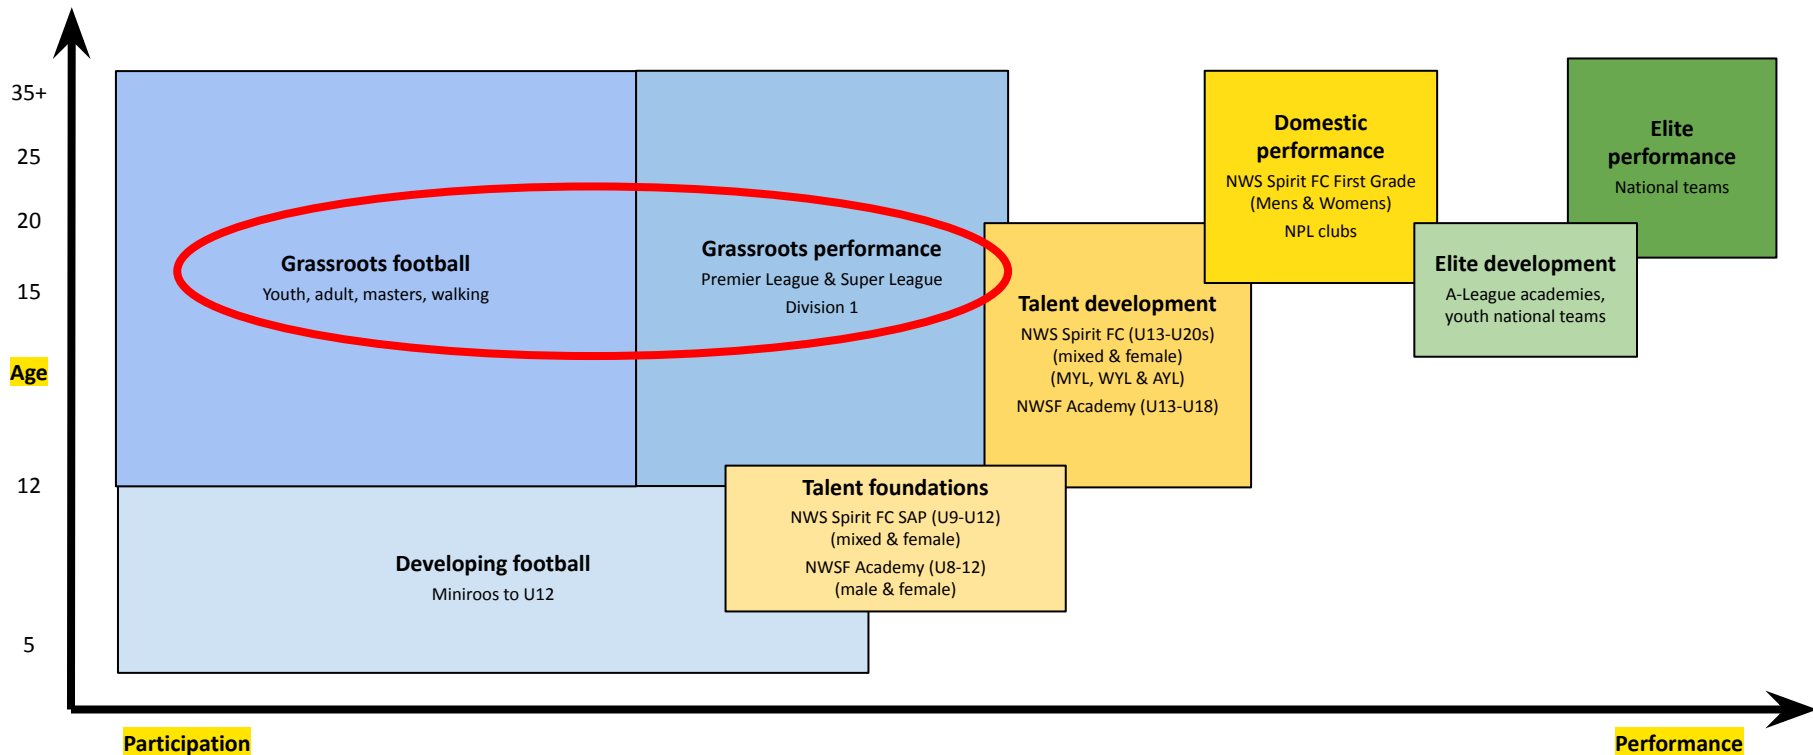 35+
25
20
15
Age
12
5
Grassroots football
Youth, adult, masters, walking
Grassroots performance
Premier League & Super League
Division 1
Developing football
Miniroos to U12
Talent foundations
NWS Spirit FC SAP (U9-U12)
(mixed & female)
NWSF Academy (U8-12)
(male & female)
Talent development
NWS Spirit FC (U13-U20s)
(mixed & female)
(MYL, WYL & AYL)
NWSF Academy (U13-U18)
Domestic
performance
NWS Spirit FC First Grade
(Mens & Womens)
NPL clubs
Elite development
A-League academies,
youth national teams
Elite
performance
National teams
Participation
Performance